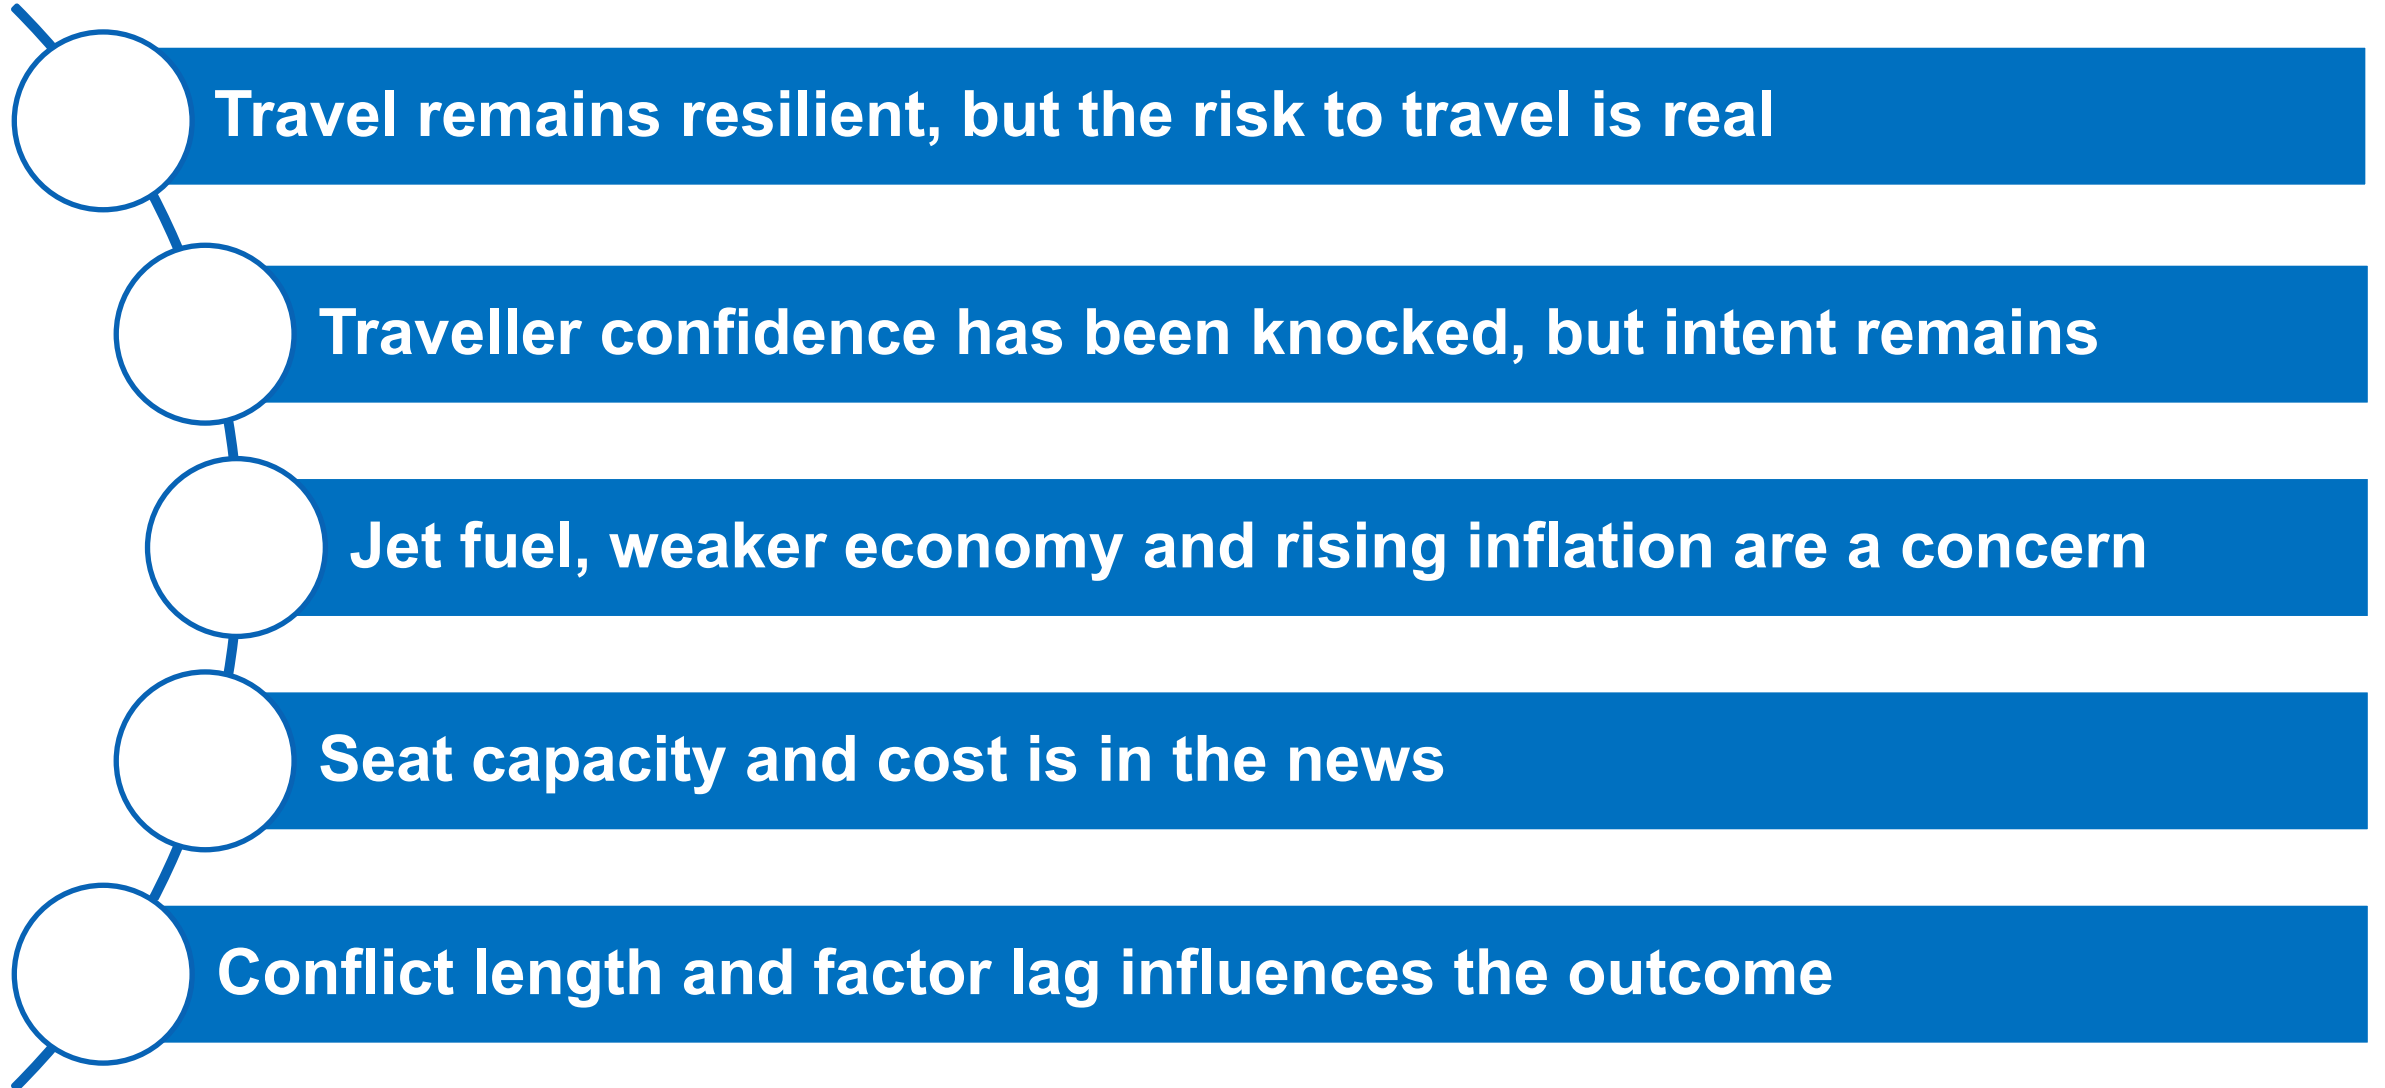 Travel remains resilient, but the risk to travel is real
Traveller confidence has been knocked, but intent remains
Jet fuel, weaker economy and rising inflation are a concern
Seat capacity and cost is in the news
Conflict length and factor lag influences the outcome